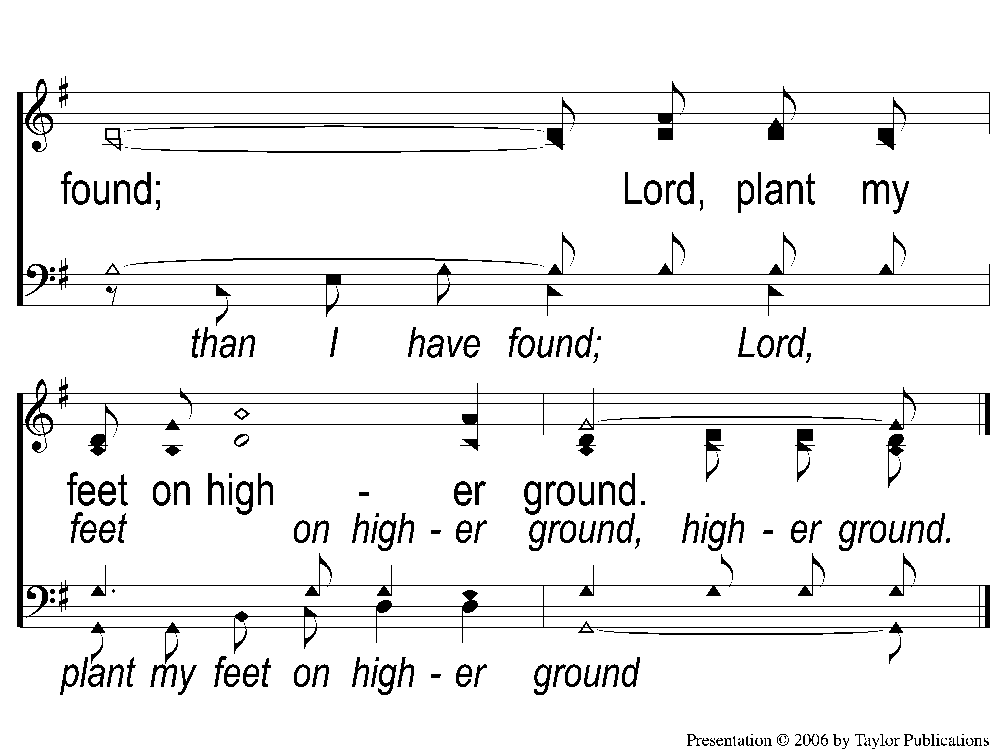 found; Lord, plant my
than I have found; Lord,
feet on high - er ground.
feet on high - er ground, high - er ground.
plant my feet on high - er ground
Presentation © 2006 by Taylor Publications